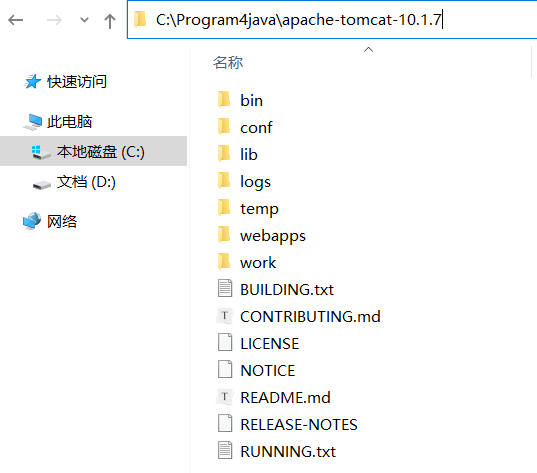 C:\Program4java\apache-tomcat-10.1.7
名称
快速访问
此电脑
本地磁盘 (C:)
文档 (D:)
网络
bin
conf
lib
logs
temp
webapps
work
BUILDING.txt
CONTRIBUTING.md
LICENSE
NOTICE
README.md
RELEASE-NOTES
RUNNING.txt